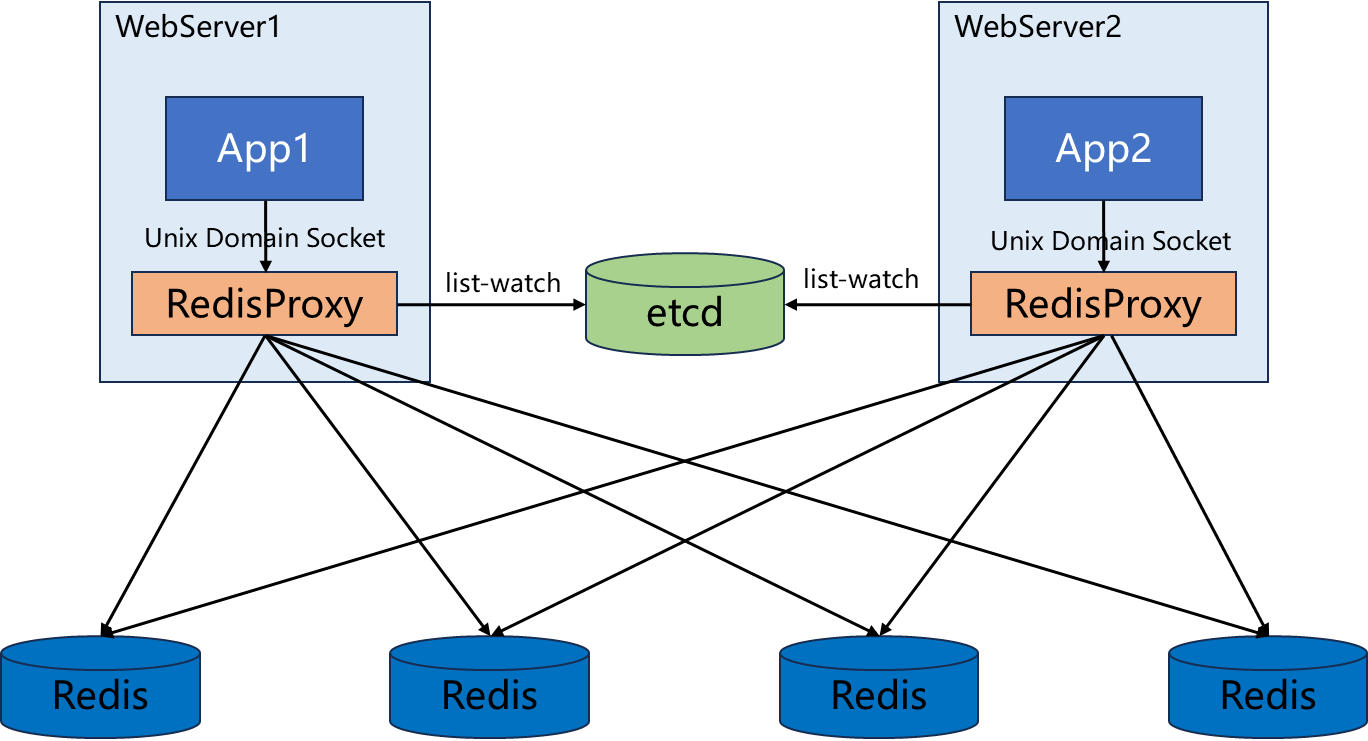 WebServer1
WebServer2
App1
App2
Unix Domain Socket
Unix Domain Socket
RedisProxy
list-watch
etcd
list-watch
RedisProxy
Redis
Redis
Redis
Redis